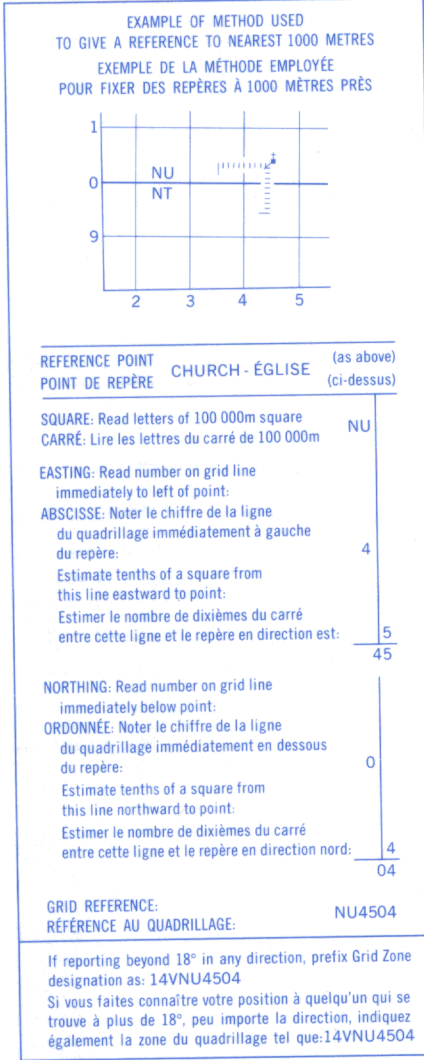 EXAMPLE OF METHOD USED
TO GIVE A REFERENCE TO NEAREST 1000 METRES
EXEMPLE DE LA MÉTHODE EMPLOYÉE
POUR FIXER DES REPÈRES À 1000 MÈTRES PRÈS
1
NU
0
NT
9
2 3 4 5
REFERENCE POINT
POINT DE REPÈRE
CHURCH - ÉGLISE
(as above)
(ci-dessus)
SQUARE: Read letters of 100 000m square
CARRÉ: Lire les lettres du carré de 100 000m
NU
EASTING: Read number on grid line
immediately to left of point:
ABSCISSE: Noter le chiffre de la ligne
du quadrillage immédiatement à gauche
du repère:
4
Estimate tenths of a square from
this line eastward to point:
Estimer le nombre de dixièmes du carré
entre cette ligne et le repère en direction est: 5
45
NORTHING: Read number on grid line
immediately below point:
ORDONNÉE: Noter le chiffre de la ligne
du quadrillage immédiatement en dessous
du repère:
0
Estimate tenths of a square from
this line northward to point:
Estimer le nombre de dixièmes du carré
entre cette ligne et le repère en direction nord: 4
04
GRID REFERENCE:
RÉFÉRENCE AU QUADRILLAGE:
NU4504
If reporting beyond 18° in any direction, prefix Grid Zone
designation as: 14VNU4504
Si vous faites connaître votre position à quelqu'un qui se
trouve à plus de 18°, peu importe la direction, indiquez
également la zone du quadrillage tel que:14VNU4504